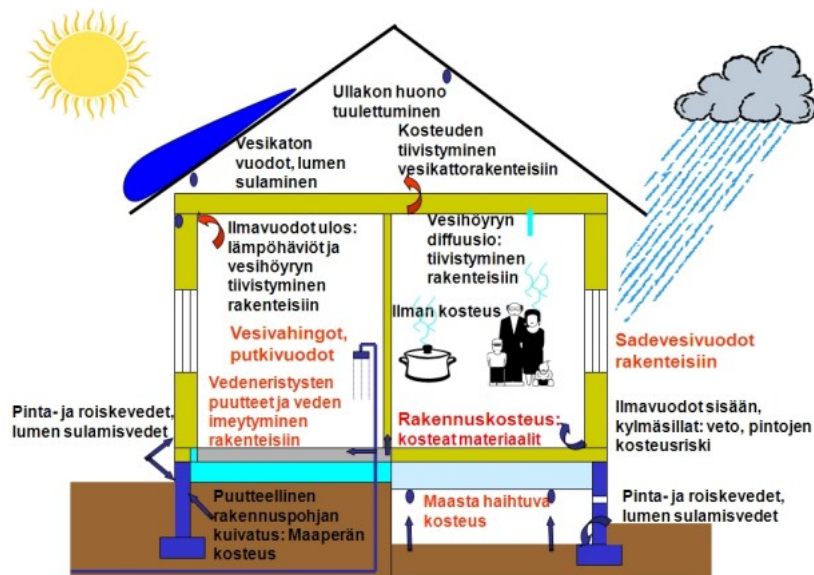 Ullakon huono
tuulettuminen
Vesikaton
vuodot, lumen
sulaminen
Kosteuden
tiivistyminen
vesikattorakenteisiin
Ilmavuodot ulos:
lämpöhäviöt ja
vesihöyryn
tiivistyminen
rakenteisiin
Vesihöyryn
diffuusio:
tiivistyminen
rakenteisiin
Ilman kosteus
Vesivahingot,
putkivuodot
Sadevesivuodot
rakenteisiin
Vedeneristysten
puutteet ja veden
imeytyminen
rakenteisiin
Rakennuskosteus:
kosteat materiaalit
Pinta- ja roiskevedet,
lumen sulamisvedet
Ilmavuodot sisään,
kylmäsillat: veto, pintojen
kosteusriski
Puutteellinen
rakennuspohjan
kuivatus: Maaperän
kosteus
Maasta haihtuva
kosteus
Pinta- ja roiskevedet,
lumen sulamisvedet